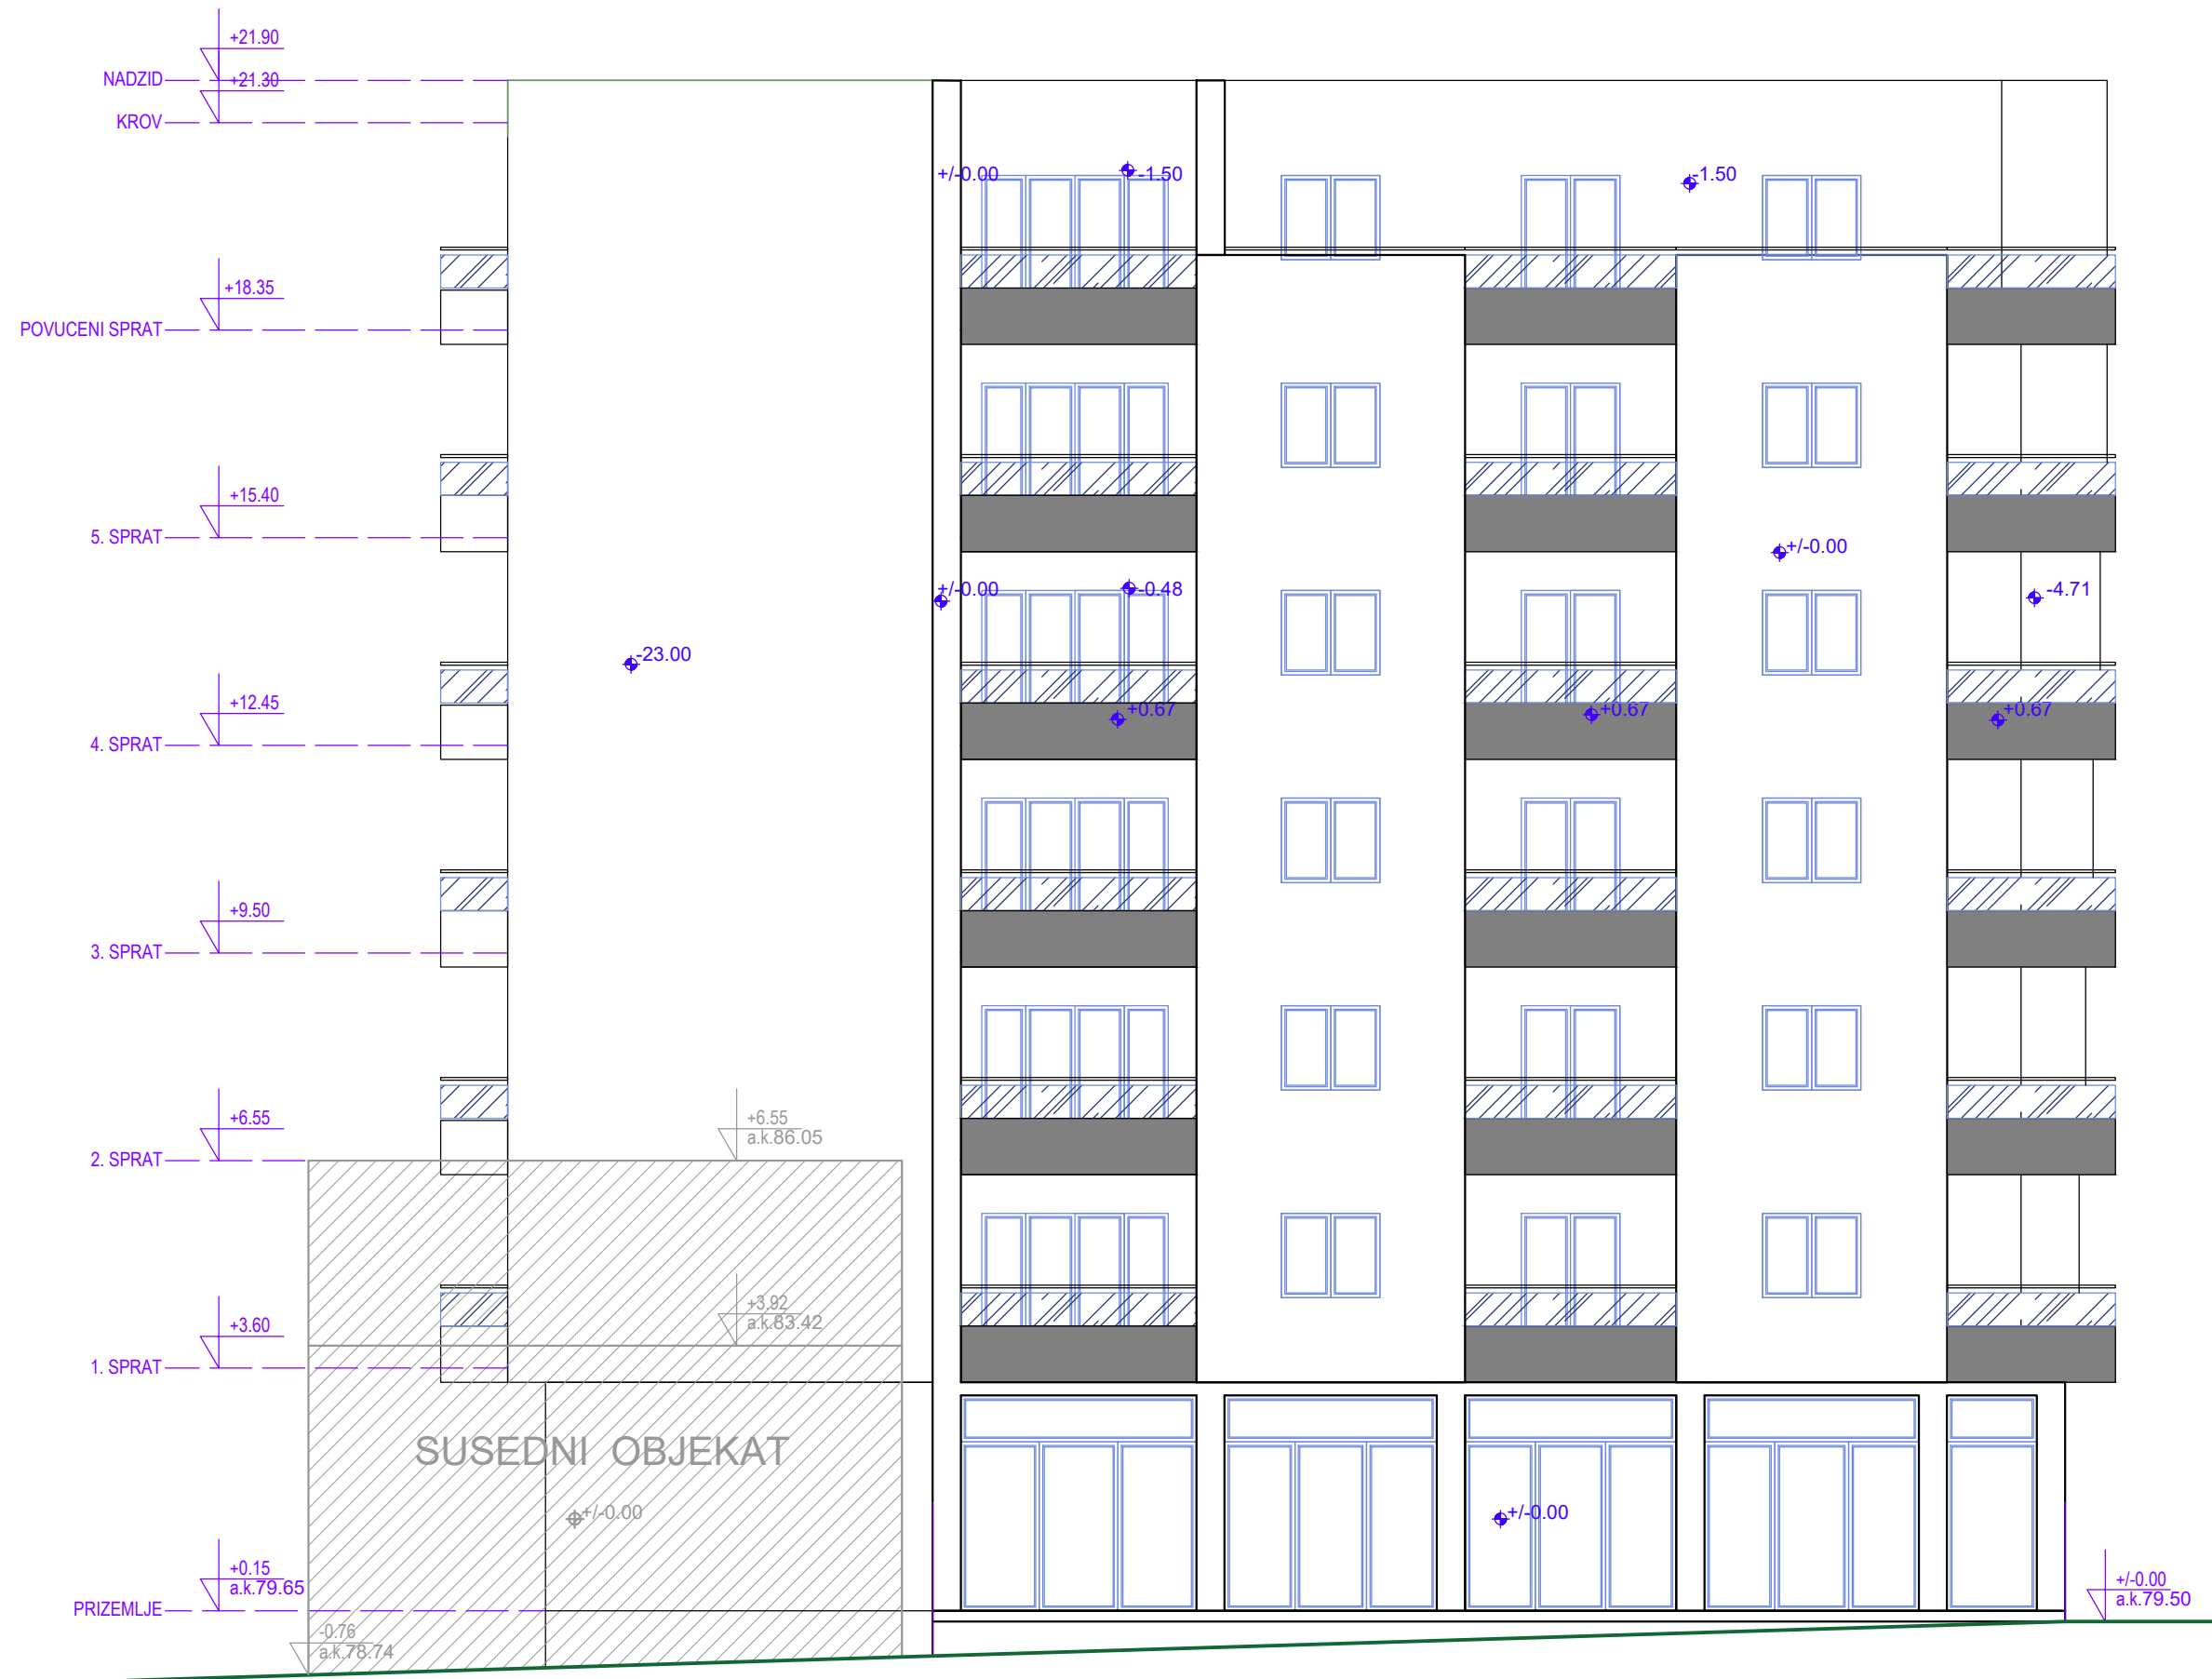 +21.90
NADZID
+21.30
KROV
+/-0.00
-1.50
-1.50
+18.35
POVUCENI SPRAT
+15.40
5. SPRAT
+/-0.00
+/-0.00
-0.48
-4.71
-23.00
+12.45
4. SPRAT
+0.67
+0.67
+0.67
+9.50
3. SPRAT
+6.55
2. SPRAT
+6.55
a.k.86.05
+3.92
a.k.83.42
+3.60
1. SPRAT
SUSEDNI OBJEKAT
+/-0.00
+/-0.00
+0.15
a.k.79.65
PRIZEMLJE
+/-0.00
a.k.79.50
-0.76
a.k.78.74